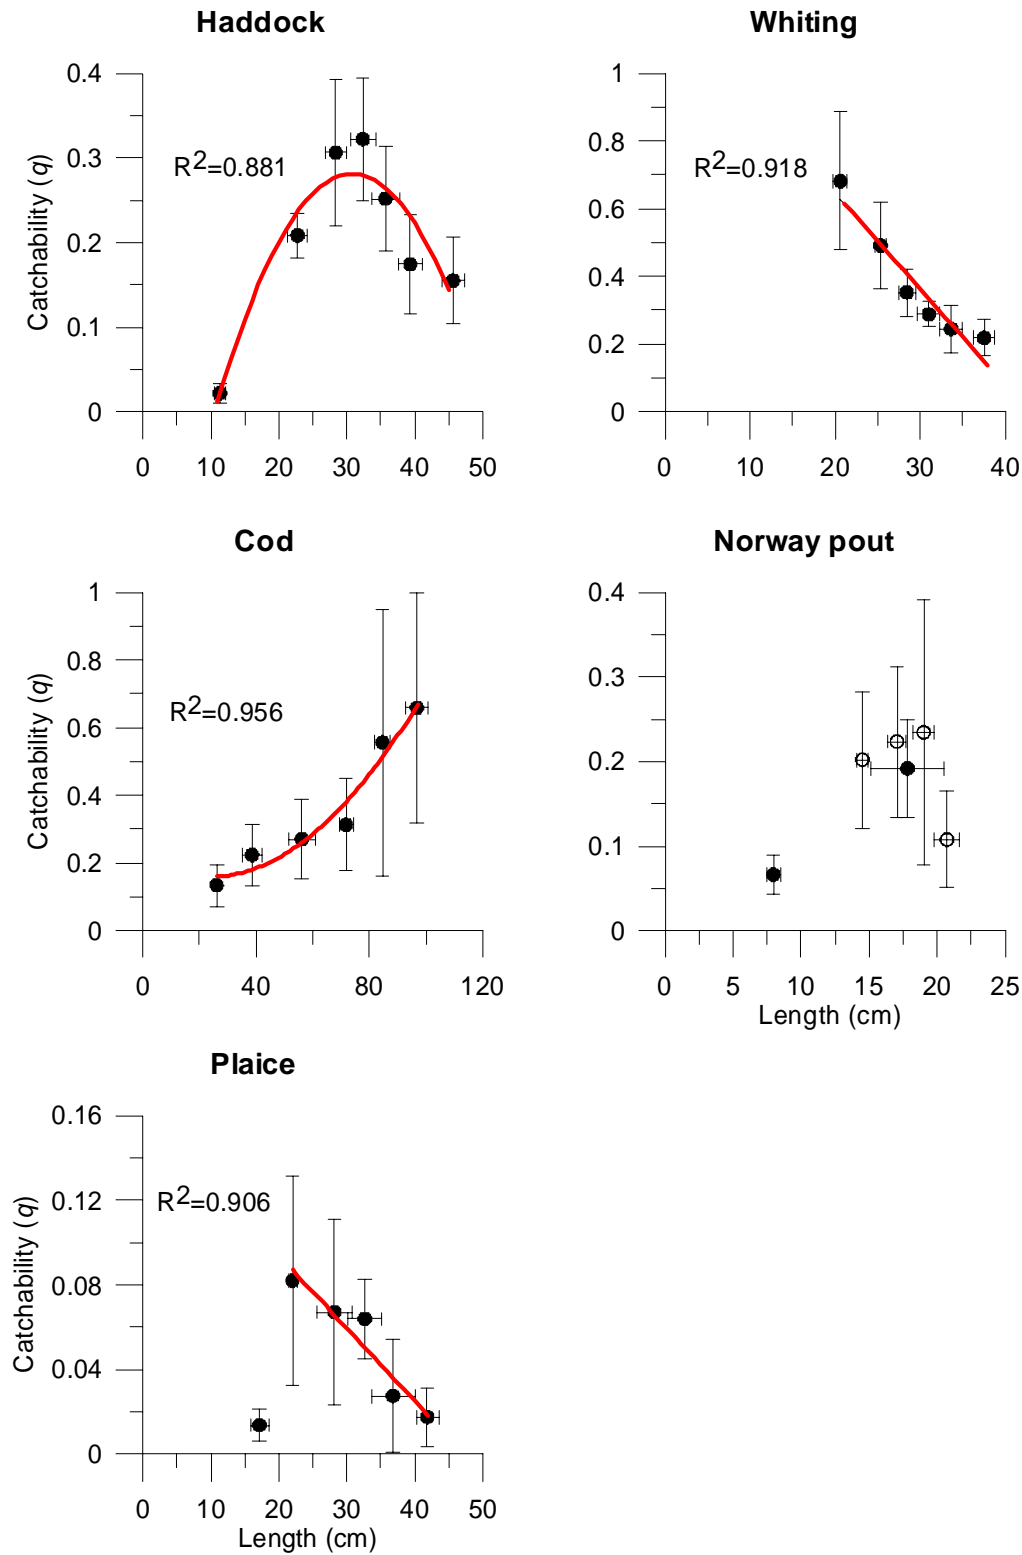 Haddock
Catchability (q)
0.4
0.3
0.2
0.1
0
R2=0.881
0 10 20 30 40 50
Whiting
1
0.8
0.6
0.4
0.2
0
R2=0.918
0 10 20 30 40
Cod
Catchability (q)
1
0.8
0.6
0.4
0.2
0
R2=0.956
0 40 80 120
Norway pout
0.4
0.3
0.2
0.1
0
0 5 10 15 20 25
Length (cm)
Plaice
Catchability (q)
0.16
0.12
0.08
0.04
0
R2=0.906
0 10 20 30 40 50
Length (cm)